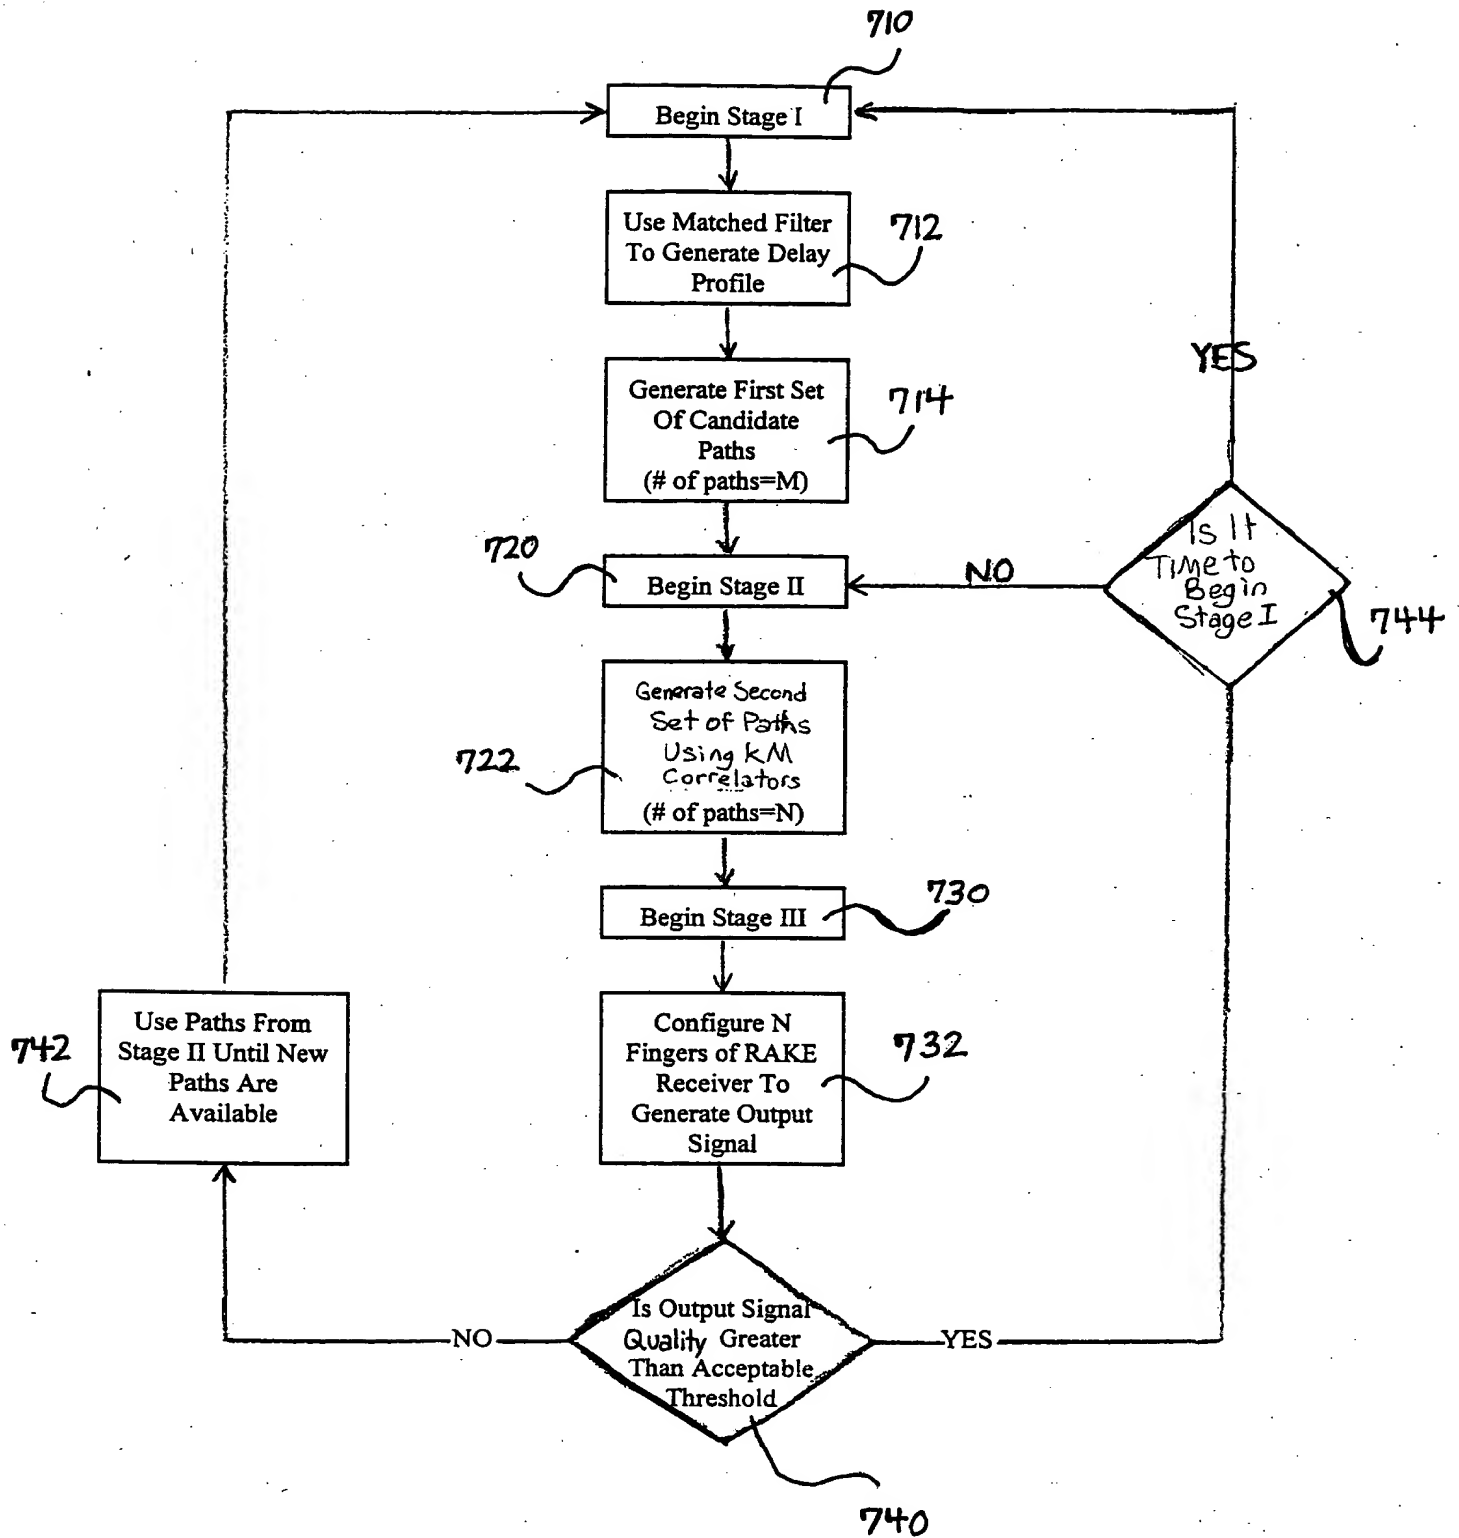 710
Begin Stage I
Use Matched Filter
To Generate Delay
Profile
712
Generate First Set
Of Candidate
Paths
(# of paths=M)
714
YES
720
Begin Stage II
NO
Is It
Time to
Begin
Stage I
744
Generate Second
Set of Paths
Using kM
Correlators
(# of paths=N)
722
Begin Stage III
730
Use Paths From
Stage II Until New
Paths Are
Available
742
Configure N
Fingers of RAKE
Receiver To
Generate Output
Signal
732
NO
Is Output Signal
Quality Greater
Than Acceptable
Threshold
YES
740